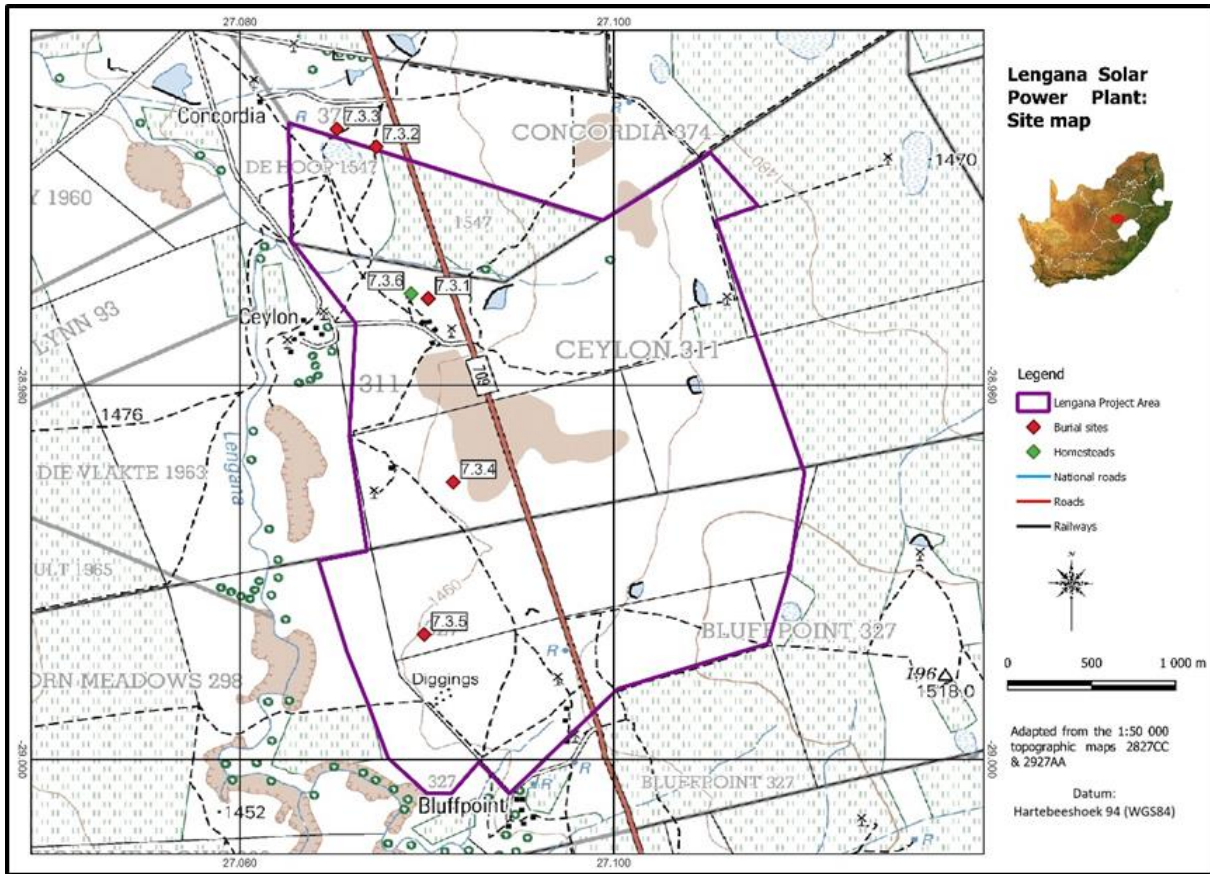 27.080
27.100
Concordia
R
37
7.3.3
7.3.2
R
CONCORDIA 374
1480
1470
DE HOOP 1547
Y 1960
1547
7.3.6
7.3.1
LYNN 93
Ceylon
CEYLON 311
311
709
-28.980
-28.980
1476
Lengana
DIE VLAKTE 1963
7.3.4
ULT 1965
1460
7.3.5
R
BLUFFPOINT 327
ORN MEADOWS 298
Diggings
196
1518.0
-29.000
-29.000
R
R
327
BLUFFPOINT 327
Bluffpoint
R
1452
R
27.080
27.100
Lengana Solar
Power Plant:
Site map
Legend
Lengana Project Area
Burial sites
Homesteads
National roads
Roads
Railways
N
0 500 1 000 m
Adapted from the 1:50 000
topographic maps 2827CC
& 2927AA
Datum:
Hartebeeshoek 94 (WGS84)